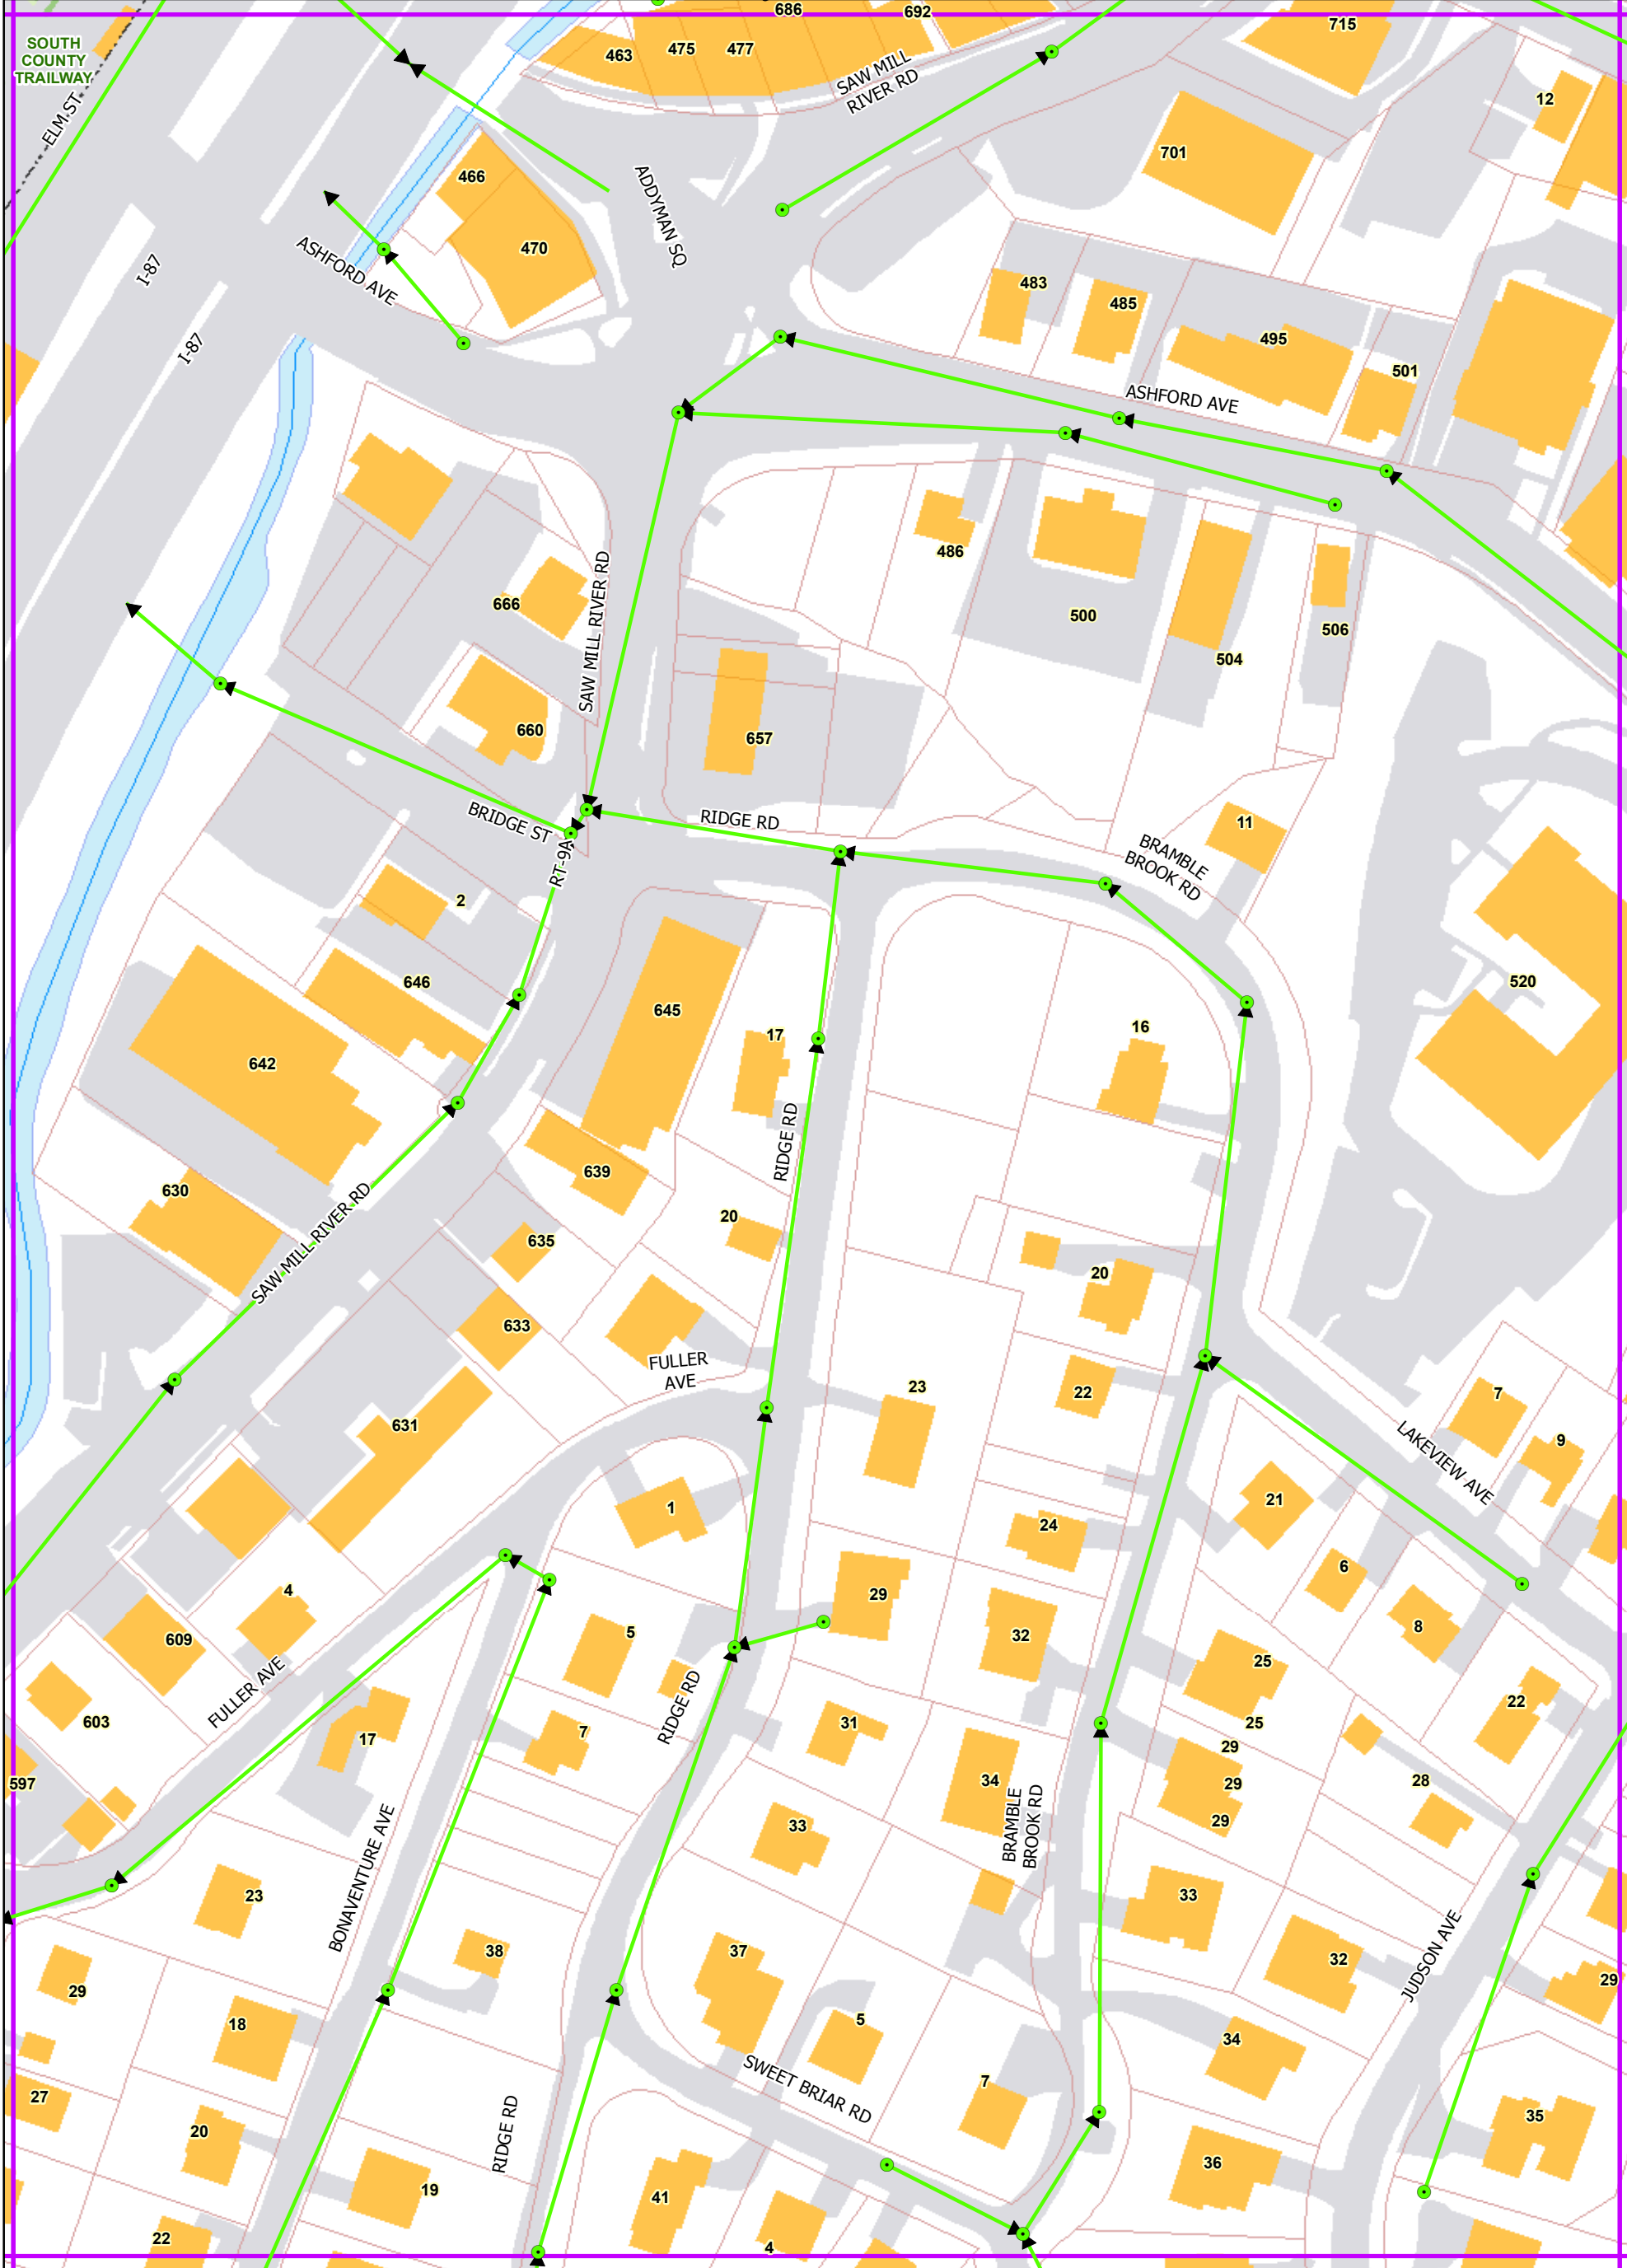 686
692
715
SOUTH
COUNTY
TRAILWAY
463
475
477
SAW MILL
RIVER RD
12
ELM ST
701
466
ADDYMAN SQ
470
ASHFORD AVE
I-87
483
485
495
501
I-87
ASHFORD AVE
486
500
506
504
666
SAW MILL RIVER RD
660
657
BRIDGE ST
RIDGE RD
11
BRAMBLE
BROOK RD
RT-9A
2
646
645
520
642
17
16
RIDGE RD
639
630
20
635
SAW MILL RIVER RD
20
633
FULLER
AVE
23
22
7
631
9
LAKEVIEW AVE
1
21
24
6
4
29
5
32
8
609
25
FULLER AVE
RIDGE RD
22
603
17
7
31
25
29
597
34
29
28
29
BRAMBLE
BROOK RD
33
BONAVENTURE AVE
23
33
38
37
32
JUDSON AVE
29
29
18
5
34
SWEET BRIAR RD
7
27
RIDGE RD
20
35
36
19
41
22
4